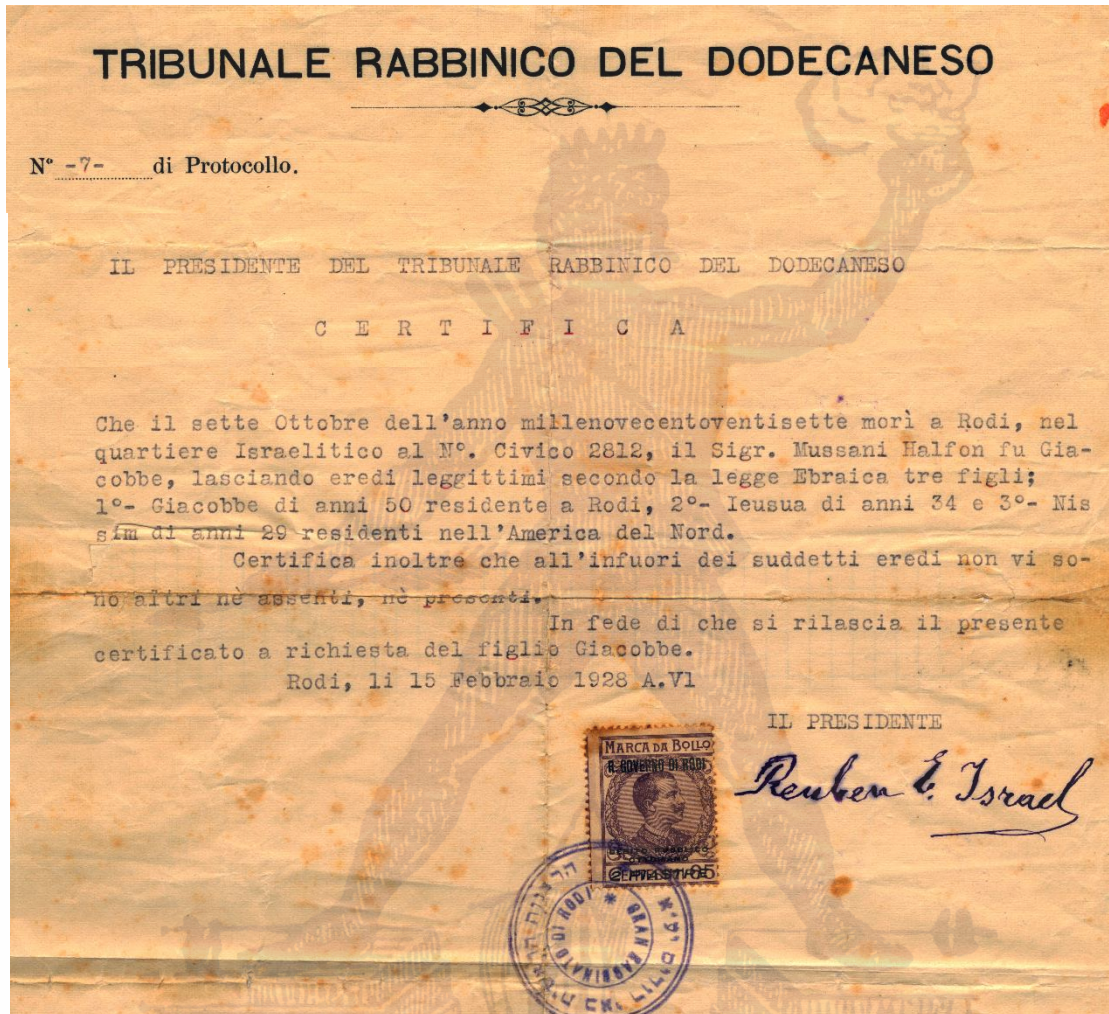 TRIBUNALE RABBINICO DEL DODECANESO
N° -7- di Protocollo.
IL PRESIDENTE DEL TRIBUNALE RABBINICO DEL DODECANESO
C E R T I F I C A
Che il sette Ottobre dell'anno millenovecentoventisette morì a Rodi, nel
quartiere Israelitico al N°. Civico 2812, il Sigr. Mussani Halfon fu Gia-
cobbe, lasciando eredi leggittimi secondo la legge Ebraica tre figli;
1°- Giacobbe di anni 50 residente a Rodi, 2°- Ieusua di anni 34 e 3°- Nis
sim di anni 29 residenti nell'America del Nord.
Certifica inoltre che all'infuori dei suddetti eredi non vi so-
no altri nè assenti, nè presenti.
In fede di che si rilascia il presente
certificato a richiesta del figlio Giacobbe.
Rodi, li 15 Febbraio 1928 A.V1
IL PRESIDENTE
Reuben E. Israel
MARCA DA BOLLO
R. GOVERNO DI RODI
GRAN RABBINATO DI RODI